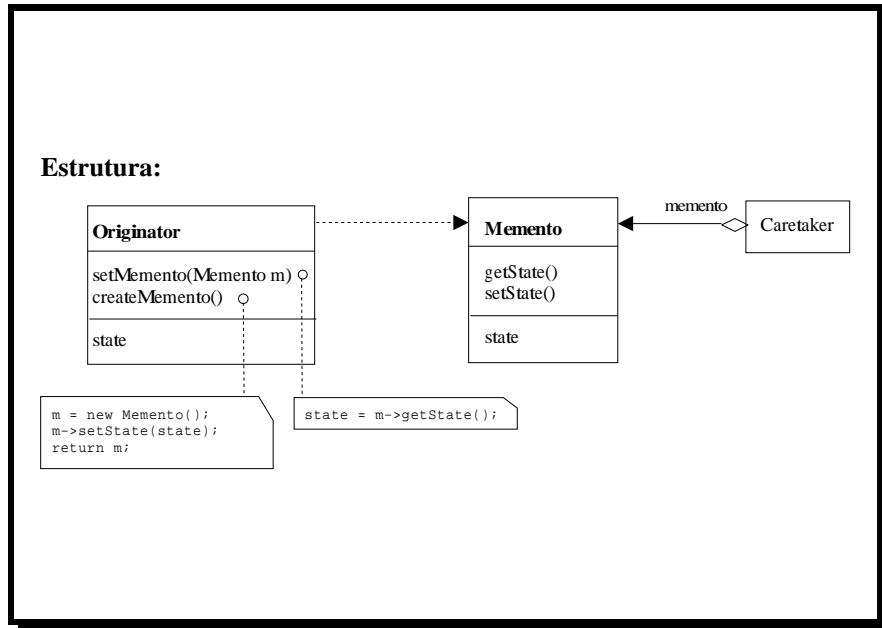 Estrutura:
Originator
setMemento(Memento m)
createMemento()
state
Memento
getState()
setState()
state
memento
Caretaker
m = new Memento();
m->setState(state);
return m;
state = m->getState();